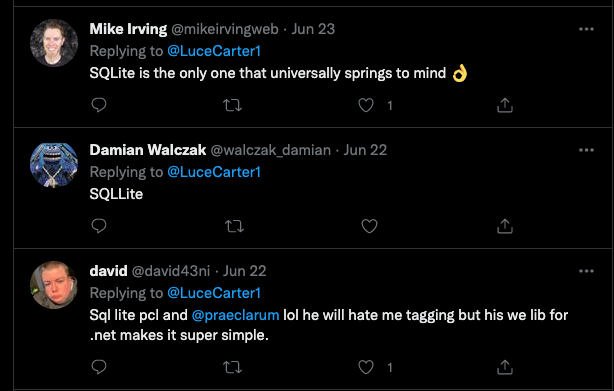 Mike Irving @mikeirvingweb · Jun 23
Replying to @LuceCarter1
SQLite is the only one that universally springs to mind 👌
1
Damian Walczak @walczak_damian · Jun 22
Replying to @LuceCarter1
SQLLite
david @david43ni · Jun 22
Replying to @LuceCarter1
Sql lite pcl and @praeclarum lol he will hate me tagging but his we lib for
.net makes it super simple.
1